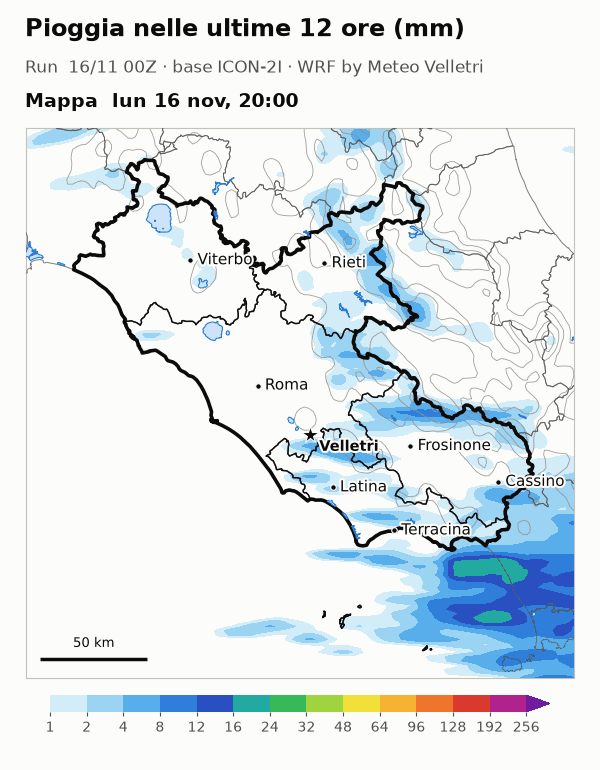 Pioggia nelle ultime 12 ore (mm)
Run 16/11 00Z · base ICON-2I · WRF by Meteo Velletri
Mappa lun 16 nov, 20:00
Viterbo
Rieti
Roma
Velletri
Frosinone
Cassino
Latina
Terracina
50 km
1 2 4 8 12 16 24 32 48 64 96 128 192 256